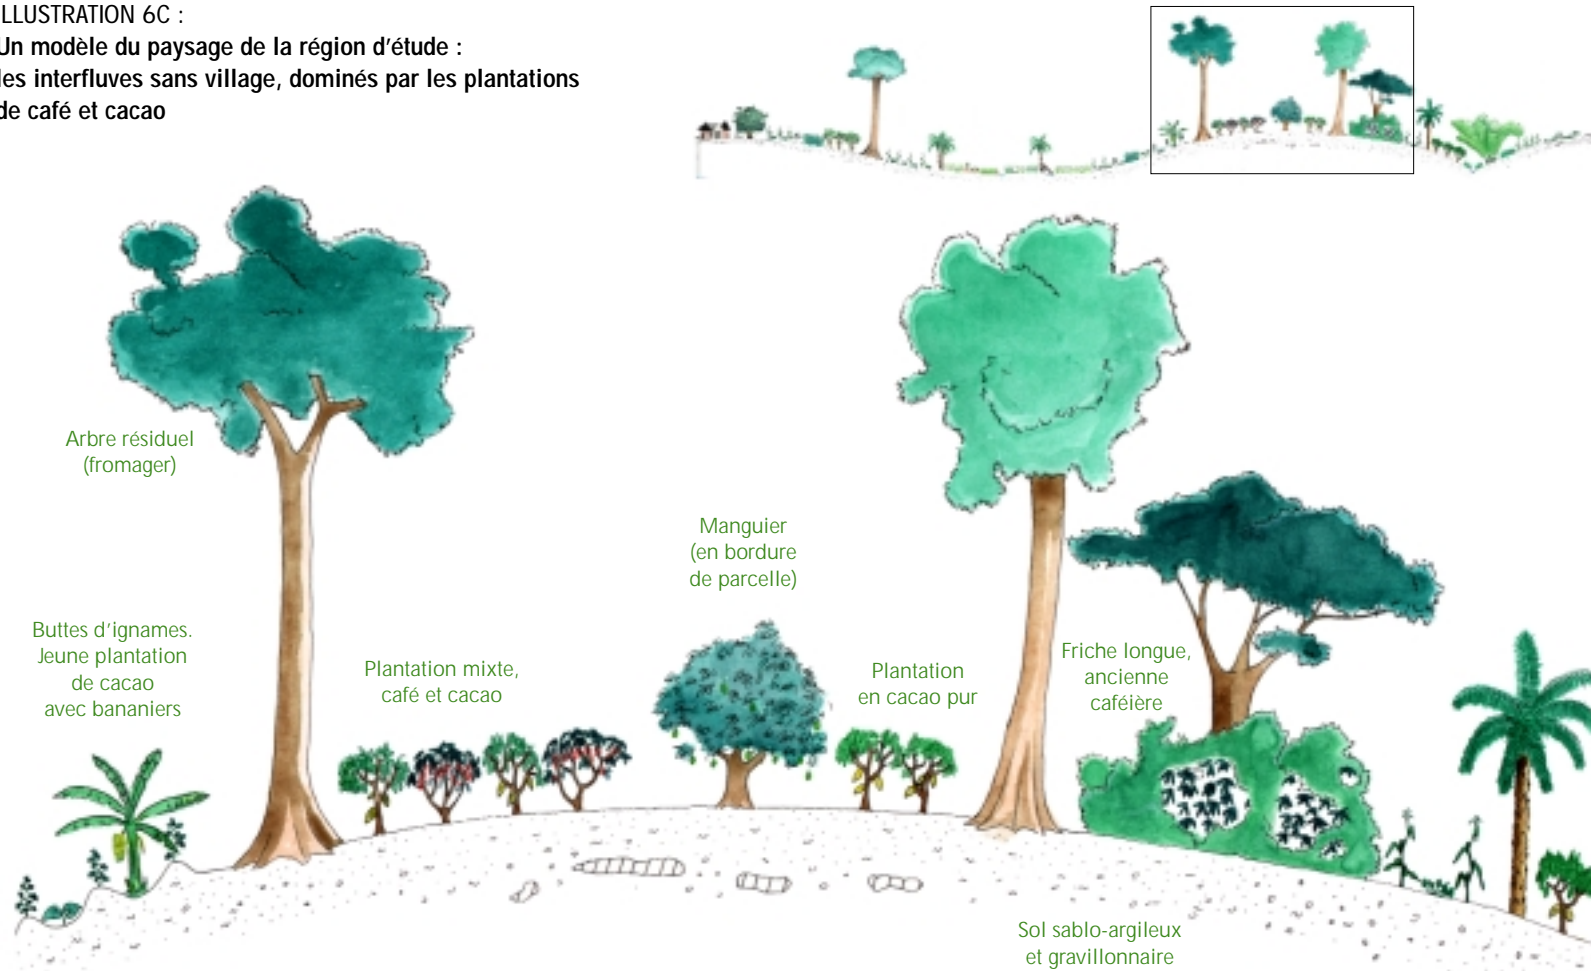 LLUSTRATION 6C :
Un modèle du paysage de la région d'étude :
les interfluves sans village, dominés par les plantations
de café et cacao
Arbre résiduel
(fromager)
Manguier
(en bordure
de parcelle)
Buttes d'ignames.
Jeune plantation
de cacao
avec bananiers
Plantation mixte,
café et cacao
Plantation
en cacao pur
Friche longue,
ancienne
caféière
Sol sablo-argileux
et gravillonnaire